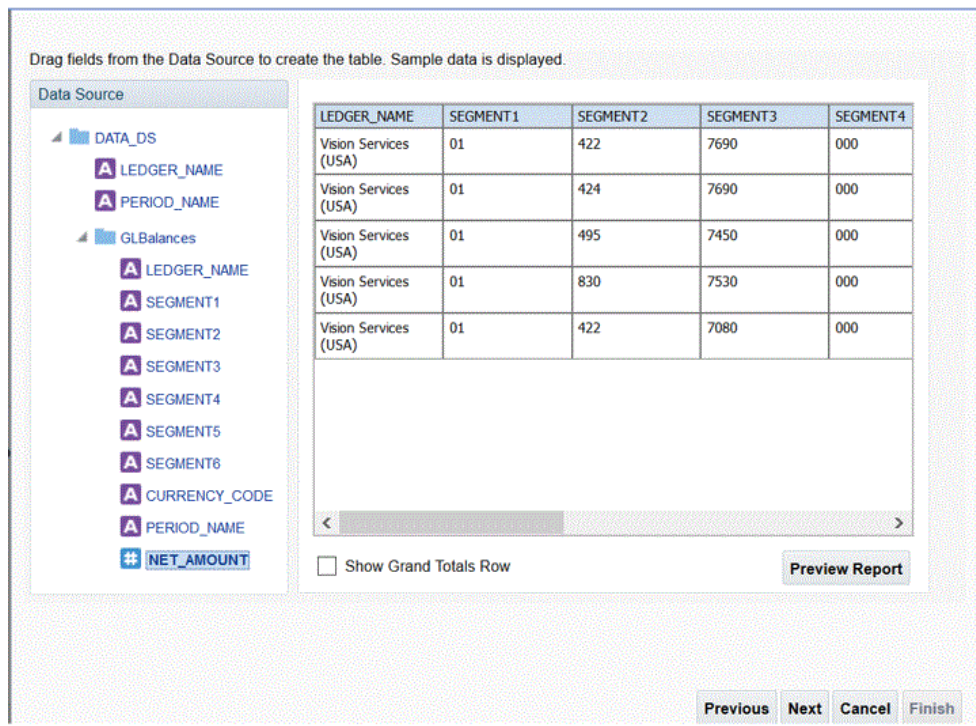 Drag fields from the Data Source to create the table. Sample data is displayed.
Data Source
DATA_DS
A LEDGER_NAME
A PERIOD_NAME
GLBalances
A LEDGER_NAME
A SEGMENT1
A SEGMENT2
A SEGMENT3
A SEGMENT4
A SEGMENT5
A SEGMENT6
A CURRENCY_CODE
A PERIOD_NAME
# NET_AMOUNT
LEDGER_NAME SEGMENT1 SEGMENT2 SEGMENT3 SEGMENT4
Vision Services 01 422 7690 000
(USA)
Vision Services 01 424 7690 000
(USA)
Vision Services 01 495 7450 000
(USA)
Vision Services 01 830 7530 000
(USA)
Vision Services 01 422 7080 000
(USA)
Show Grand Totals Row Preview Report
Previous Next Cancel Finish